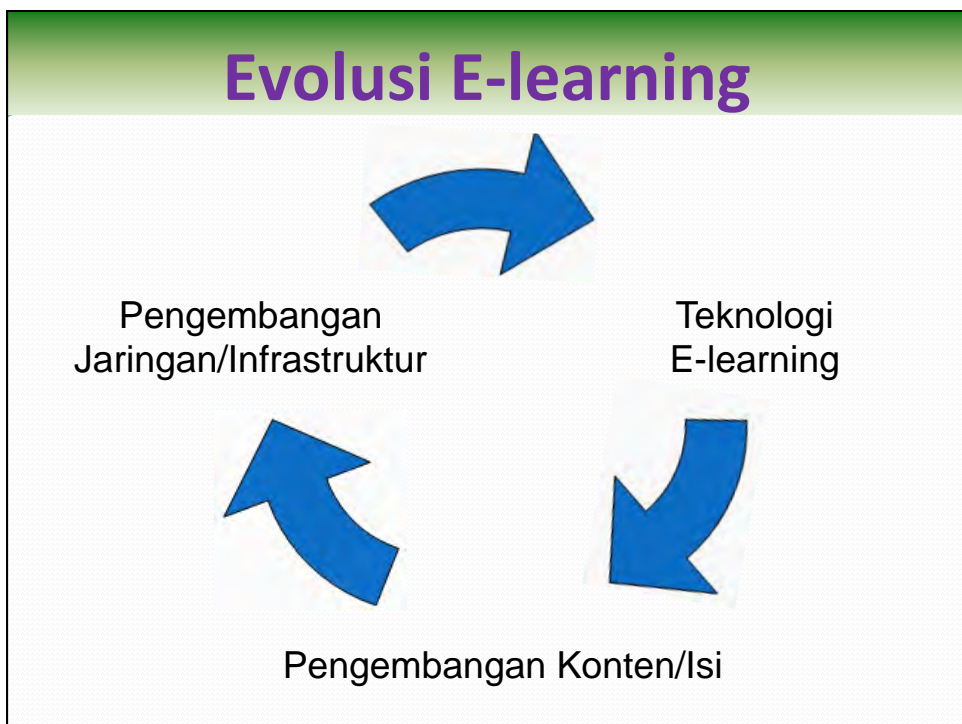 Evolusi E-learning
Pengembangan
Jaringan/Infrastruktur
Teknologi
E-learning
Pengembangan Konten/Isi